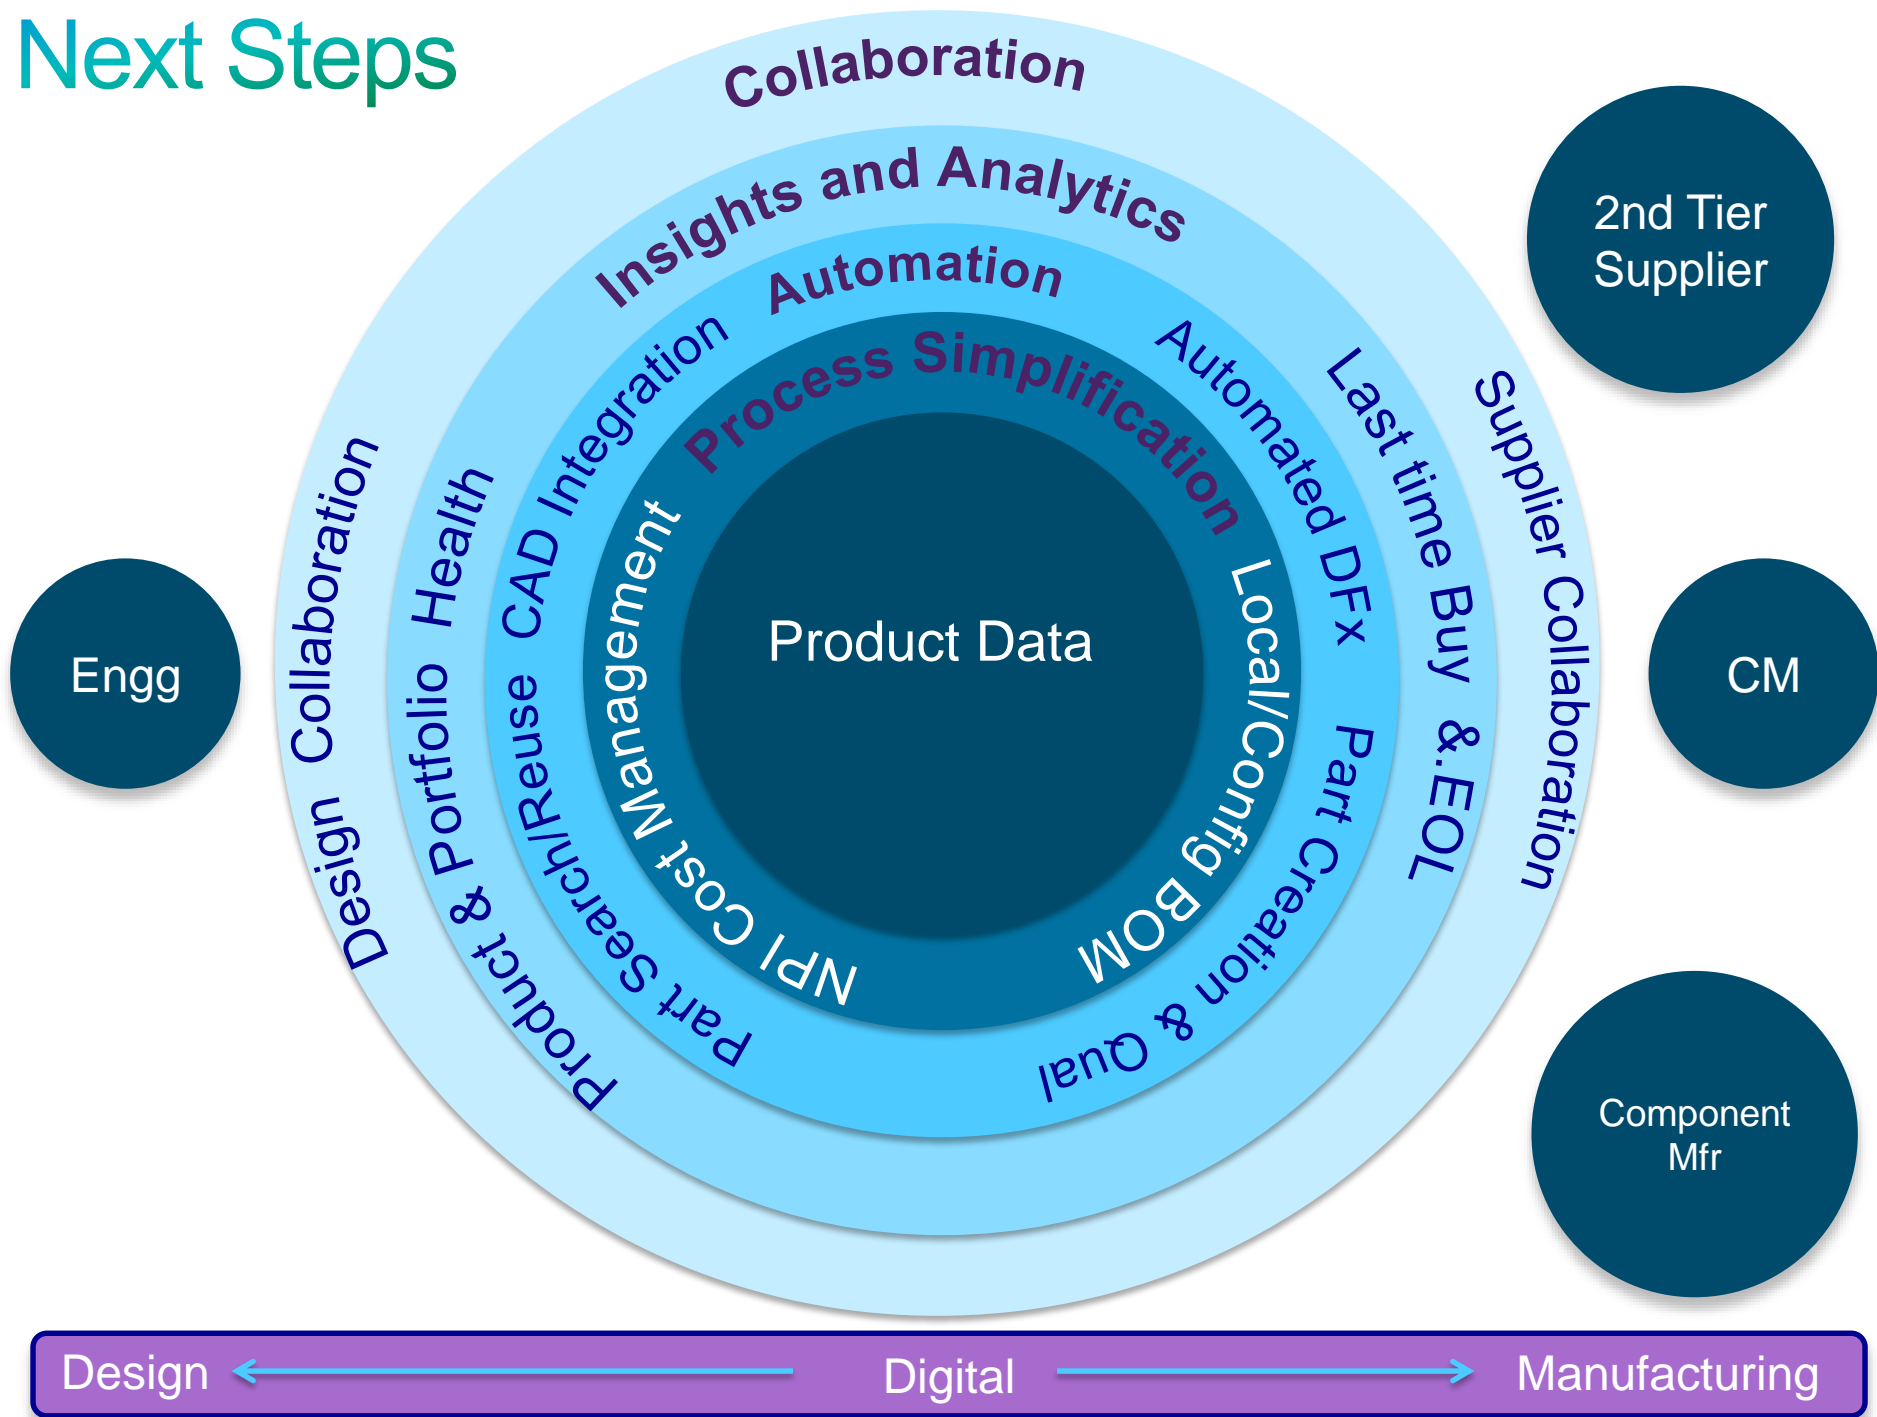 Next Steps
Collaboration
Insights and Analytics
Automation
Process Simplification
Product Data
Design Collaboration
Product & Portfolio Health
CAD Integration
Part Search/Reuse
NPI Cost Management
Local/Config BOM
Automated DFx
Part Creation & Qual
Last time Buy &.EOL
Supplier Collaboration
Engg
2nd Tier
Supplier
CM
Component
Mfr
Design
Digital
Manufacturing